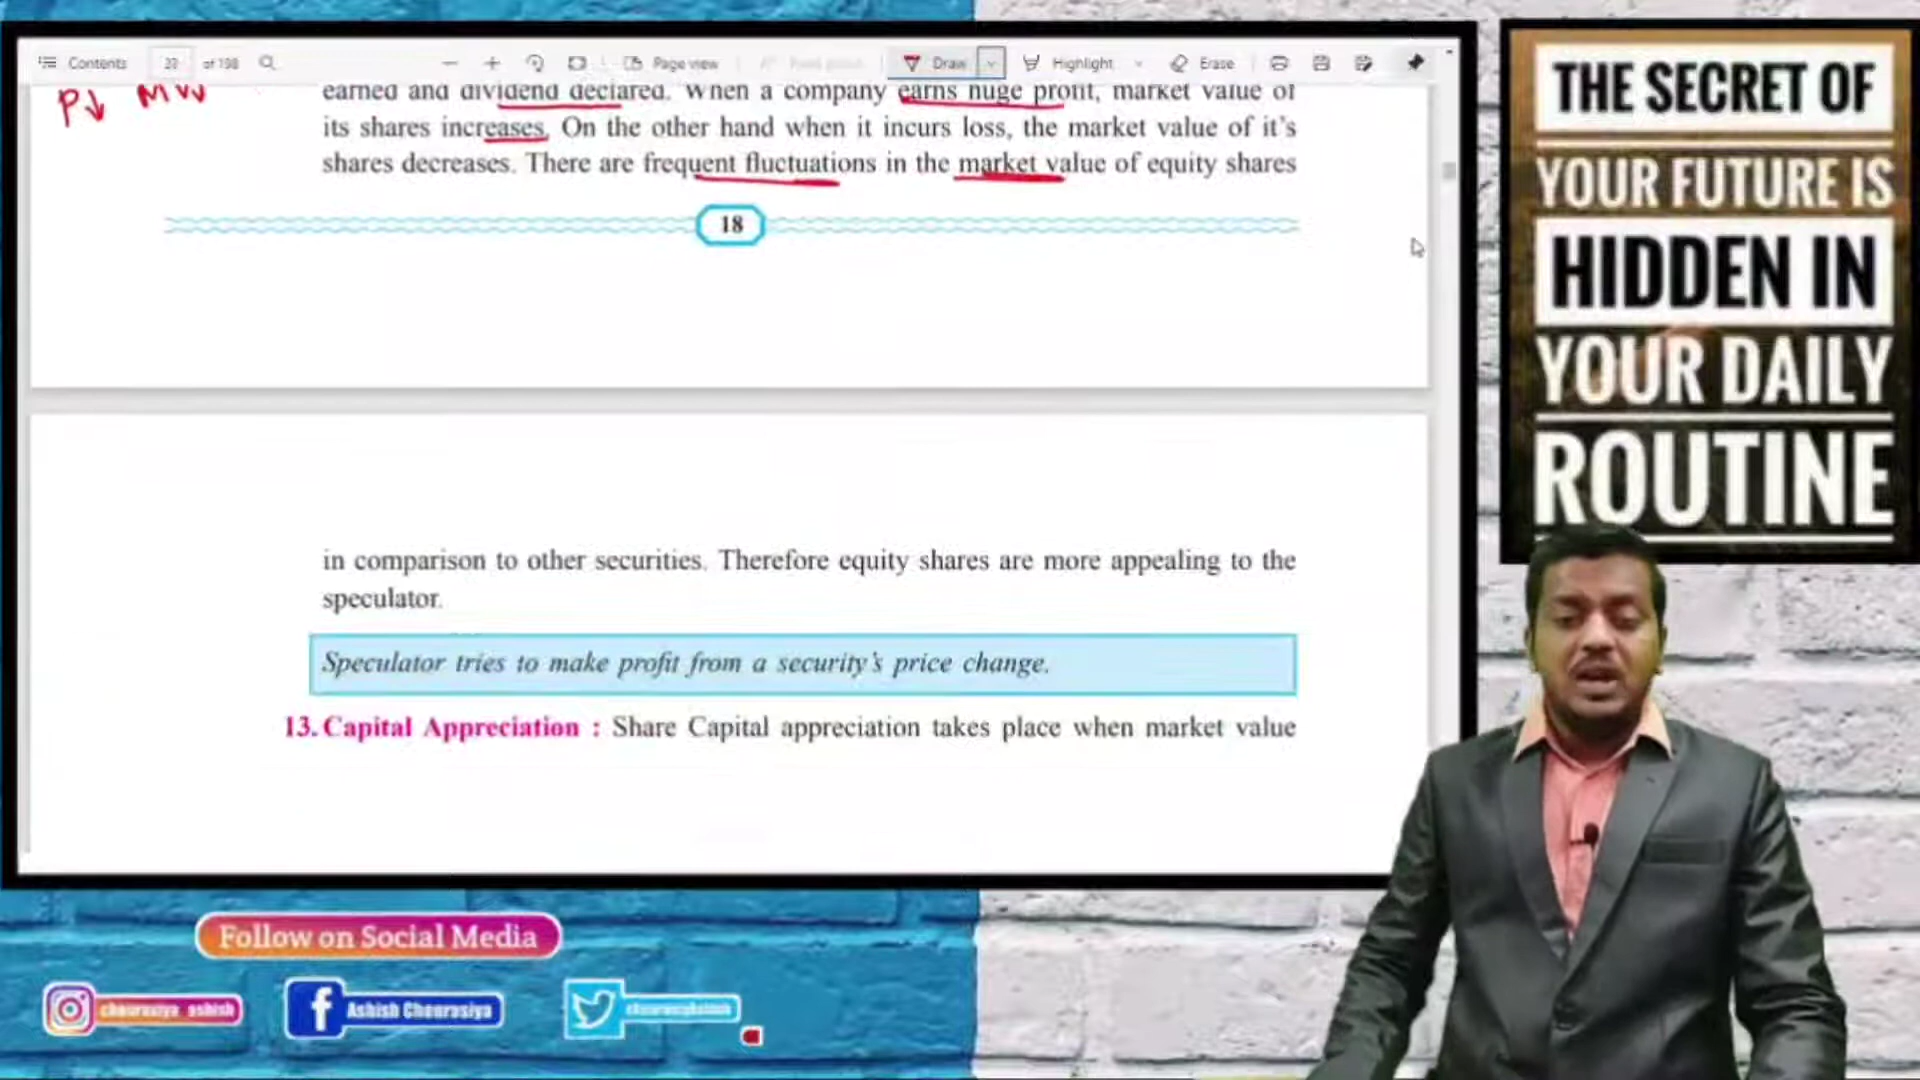 Contents
of 198
Page view
Draw
Highlight
Erase
P↓
earned and dividend declared. When a company earns huge profit, market value of
its shares increases. On the other hand when it incurs loss, the market value of it's
shares decreases. There are frequent fluctuations in the market value of equity shares
18
in comparison to other securities. Therefore equity shares are more appealing to the
speculator.
Speculator tries to make profit from a security's price change.
13. Capital Appreciation : Share Capital appreciation takes place when market value
THE SECRET OF
YOUR FUTURE IS
HIDDEN IN
YOUR DAILY
ROUTINE
Follow on Social Media
chourasiya_ashish
Ashish Chourasiya